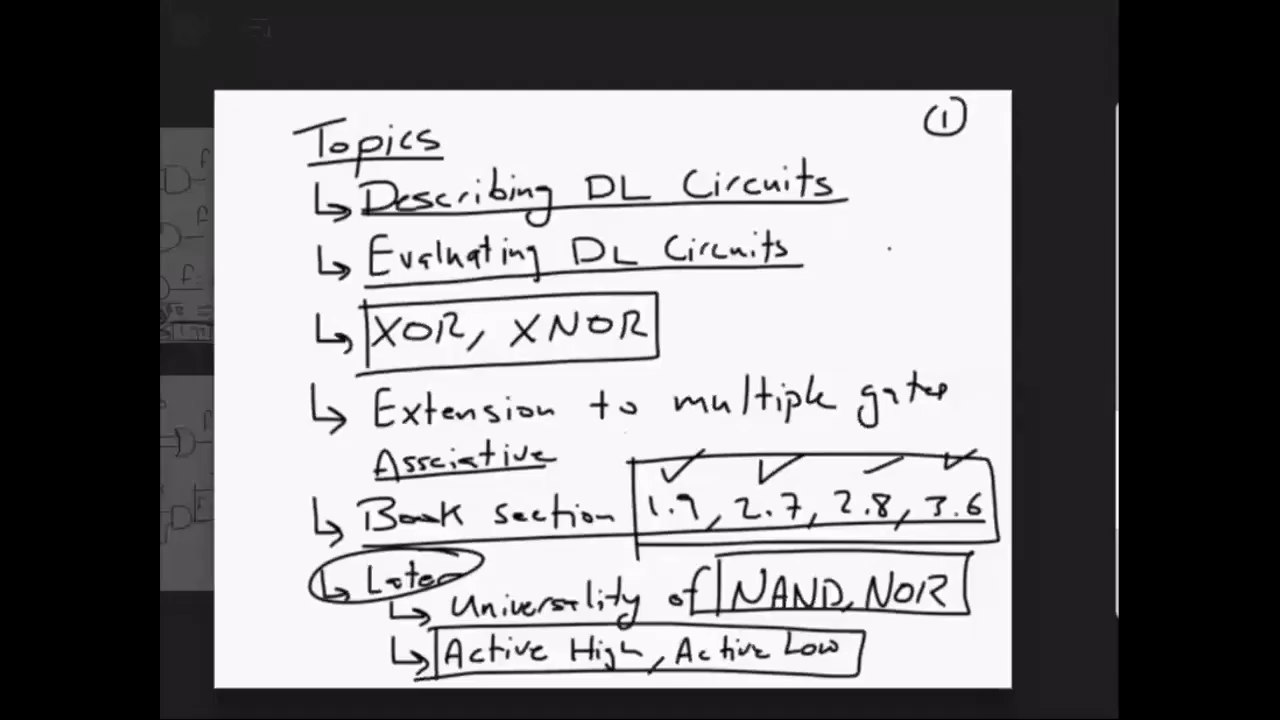 ①
Topics
↳ Describing DL Circuits
↳ Evaluating DL Circuits
↳ XOR, XNOR
↳ Extension to multiple gates
Assciative
↳ Book section 1.9, 2.7, 2.8, 3.6
↳ Later
↳ Universality of NAND, NOR
↳ Active High, Active Low